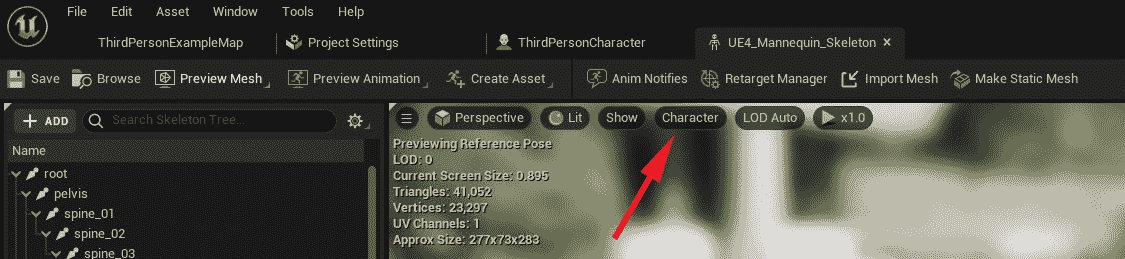 File Edit Asset Window Tools Help
ThirdPersonExampleMap Project Settings ThirdPersonCharacter UE4_Mannequin_Skeleton ×
Save Browse Preview Mesh Preview Animation Create Asset Anim Notifies Retarget Manager Import Mesh Make Static Mesh
+ ADD Search Skeleton Tree... Perspective Lit Show Character LOD Auto x1.0
Name
root
pelvis
spine_01
spine_02
spine_03
Previewing Reference Pose
LOD: 0
Current Screen Size: 0.895
Triangles: 41,052
Vertices: 23,297
UV Channels: 1
Approx Size: 277x73x283